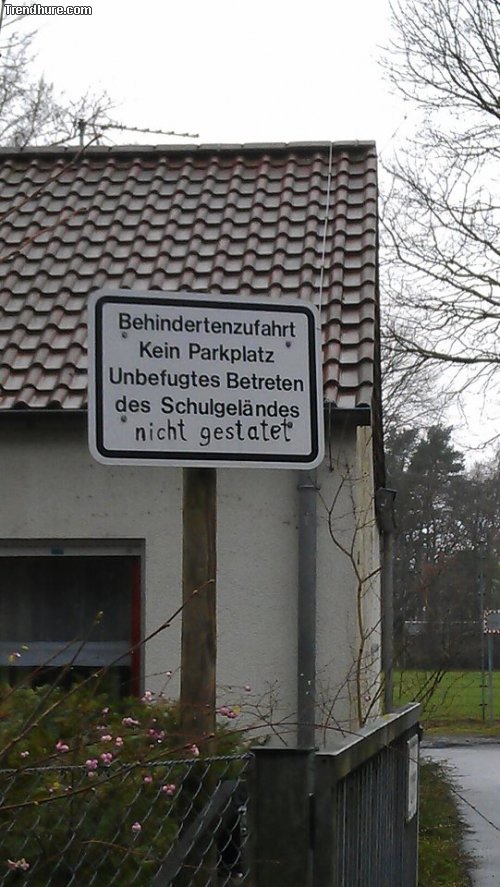 Trendhure.com
Behindertenzufahrt
Kein Parkplatz
Unbefugtes Betreten
des Schulgeländes
nicht gestatet